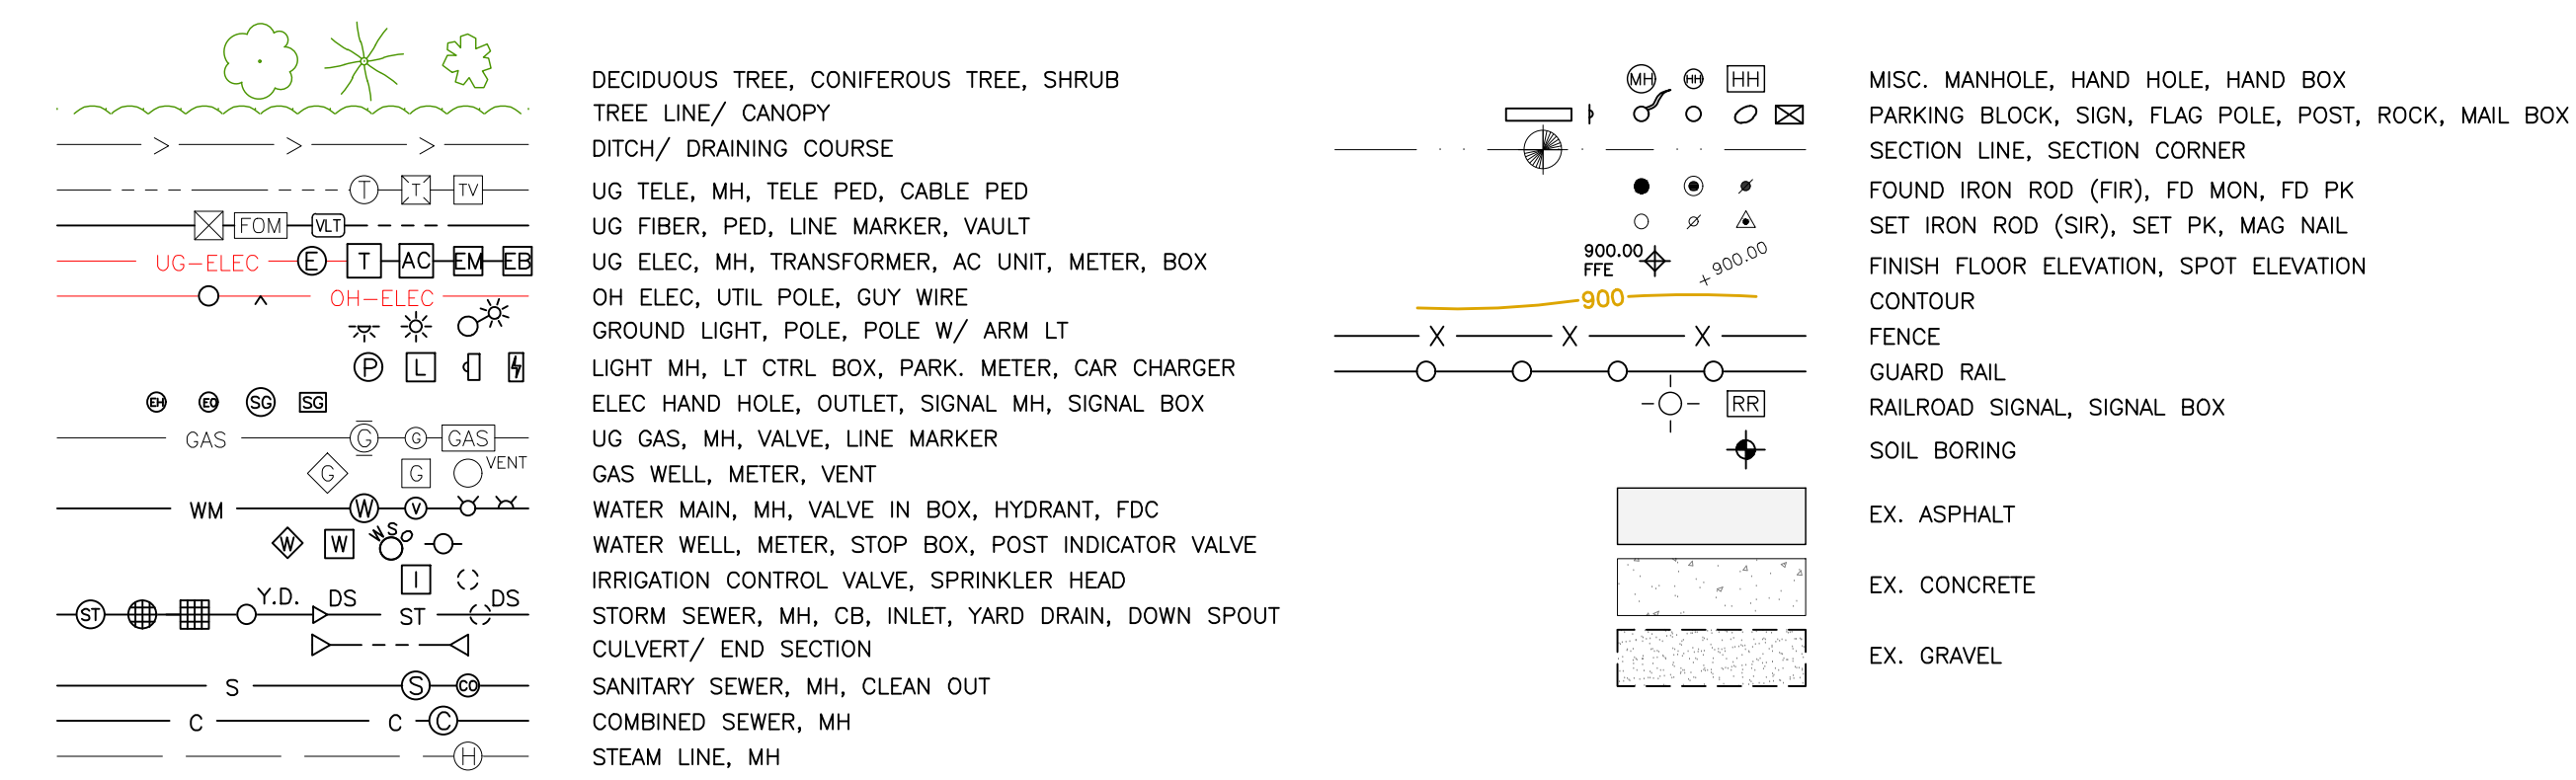 DECIDUOUS TREE, CONIFEROUS TREE, SHRUB
TREE LINE/ CANOPY
DITCH/ DRAINING COURSE
T T TV UG TELE, MH, TELE PED, CABLE PED
FOM VLT UG FIBER, PED, LINE MARKER, VAULT
UG-ELEC E T AC EM EB UG ELEC, MH, TRANSFORMER, AC UNIT, METER, BOX
OH-ELEC OH ELEC, UTIL POLE, GUY WIRE
GROUND LIGHT, POLE, POLE W/ ARM LT
P L LIGHT MH, LT CTRL BOX, PARK. METER, CAR CHARGER
EH EO SG SG ELEC HAND HOLE, OUTLET, SIGNAL MH, SIGNAL BOX
GAS G G GAS UG GAS, MH, VALVE, LINE MARKER
G G VENT GAS WELL, METER, VENT
WM W V WATER MAIN, MH, VALVE IN BOX, HYDRANT, FDC
W W WSO WATER WELL, METER, STOP BOX, POST INDICATOR VALVE
I IRRIGATION CONTROL VALVE, SPRINKLER HEAD
ST Y.D. DS ST DS STORM SEWER, MH, CB, INLET, YARD DRAIN, DOWN SPOUT
CULVERT/ END SECTION
S S CO SANITARY SEWER, MH, CLEAN OUT
C C C COMBINED SEWER, MH
H STEAM LINE, MH
MH HH HH MISC. MANHOLE, HAND HOLE, HAND BOX
PARKING BLOCK, SIGN, FLAG POLE, POST, ROCK, MAIL BOX
SECTION LINE, SECTION CORNER
FOUND IRON ROD (FIR), FD MON, FD PK
SET IRON ROD (SIR), SET PK, MAG NAIL
900.00
FFE
+900.00
FINISH FLOOR ELEVATION, SPOT ELEVATION
900 CONTOUR
X X X FENCE
GUARD RAIL
RR RAILROAD SIGNAL, SIGNAL BOX
SOIL BORING
EX. ASPHALT
EX. CONCRETE
EX. GRAVEL